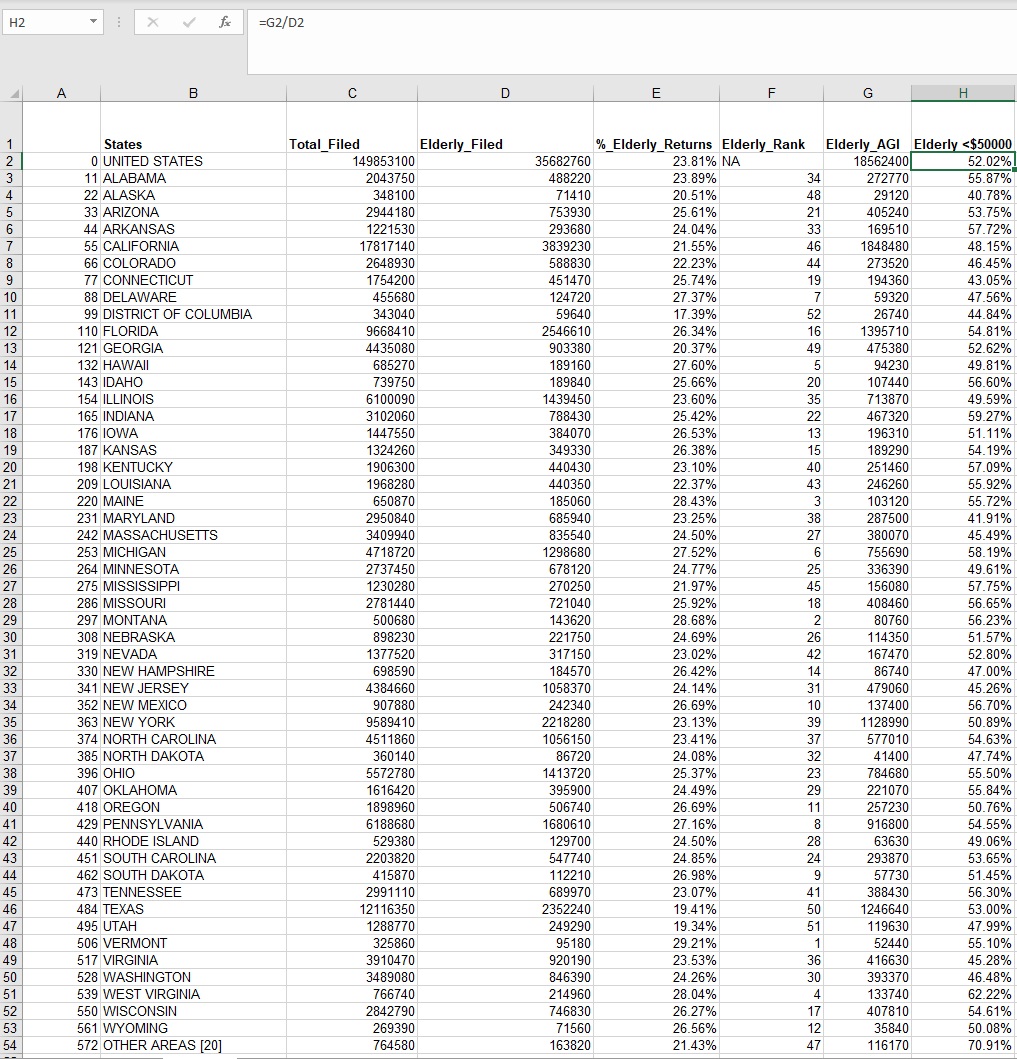 H2 fx =G2/D2
A B C D E F G H
1 States Total_Filed Elderly_Filed %_Elderly_Returns Elderly_Rank Elderly_AGI Elderly <$50000
2 0 UNITED STATES 149853100 35682760 23.81% NA 18562400 52.02%
3 11 ALABAMA 2043750 488220 23.89% 34 272770 55.87%
4 22 ALASKA 348100 71410 20.51% 48 29120 40.78%
5 33 ARIZONA 2944180 753930 25.61% 21 405240 53.75%
6 44 ARKANSAS 1221530 293680 24.04% 33 169510 57.72%
7 55 CALIFORNIA 17817140 3839230 21.55% 46 1848480 48.15%
8 66 COLORADO 2648930 588830 22.23% 44 273520 46.45%
9 77 CONNECTICUT 1754200 451470 25.74% 19 194360 43.05%
10 88 DELAWARE 455680 124720 27.37% 7 59320 47.56%
11 99 DISTRICT OF COLUMBIA 343040 59640 17.39% 52 26740 44.84%
12 110 FLORIDA 9668410 2546610 26.34% 16 1395710 54.81%
13 121 GEORGIA 4435080 903380 20.37% 49 475380 52.62%
14 132 HAWAII 685270 189160 27.60% 5 94230 49.81%
15 143 IDAHO 739750 189840 25.66% 20 107440 56.60%
16 154 ILLINOIS 6100090 1439450 23.60% 35 713870 49.59%
17 165 INDIANA 3102060 788430 25.42% 22 467320 59.27%
18 176 IOWA 1447550 384070 26.53% 13 196310 51.11%
19 187 KANSAS 1324260 349330 26.38% 15 189290 54.19%
20 198 KENTUCKY 1906300 440430 23.10% 40 251460 57.09%
21 209 LOUISIANA 1968280 440350 22.37% 43 246260 55.92%
22 220 MAINE 650870 185060 28.43% 3 103120 55.72%
23 231 MARYLAND 2950840 685940 23.25% 38 287500 41.91%
24 242 MASSACHUSETTS 3409940 835540 24.50% 27 380070 45.49%
25 253 MICHIGAN 4718720 1298680 27.52% 6 755690 58.19%
26 264 MINNESOTA 2737450 678120 24.77% 25 336390 49.61%
27 275 MISSISSIPPI 1230280 270250 21.97% 45 156080 57.75%
28 286 MISSOURI 2781440 721040 25.92% 18 408460 56.65%
29 297 MONTANA 500680 143620 28.68% 2 80760 56.23%
30 308 NEBRASKA 898230 221750 24.69% 26 114350 51.57%
31 319 NEVADA 1377520 317150 23.02% 42 167470 52.80%
32 330 NEW HAMPSHIRE 698590 184570 26.42% 14 86740 47.00%
33 341 NEW JERSEY 4384660 1058370 24.14% 31 479060 45.26%
34 352 NEW MEXICO 907880 242340 26.69% 10 137400 56.70%
35 363 NEW YORK 9589410 2218280 23.13% 39 1128990 50.89%
36 374 NORTH CAROLINA 4511860 1056150 23.41% 37 577010 54.63%
37 385 NORTH DAKOTA 360140 86720 24.08% 32 41400 47.74%
38 396 OHIO 5572780 1413720 25.37% 23 784680 55.50%
39 407 OKLAHOMA 1616420 395900 24.49% 29 221070 55.84%
40 418 OREGON 1898960 506740 26.69% 11 257230 50.76%
41 429 PENNSYLVANIA 6188680 1680610 27.16% 8 916800 54.55%
42 440 RHODE ISLAND 529380 129700 24.50% 28 63630 49.06%
43 451 SOUTH CAROLINA 2203820 547740 24.85% 24 293870 53.65%
44 462 SOUTH DAKOTA 415870 112210 26.98% 9 57730 51.45%
45 473 TENNESSEE 2991110 689970 23.07% 41 388430 56.30%
46 484 TEXAS 12116350 2352240 19.41% 50 1246640 53.00%
47 495 UTAH 1288770 249290 19.34% 51 119630 47.99%
48 506 VERMONT 325860 95180 29.21% 1 52440 55.10%
49 517 VIRGINIA 3910470 920190 23.53% 36 416630 45.28%
50 528 WASHINGTON 3489080 846390 24.26% 30 393370 46.48%
51 539 WEST VIRGINIA 766740 214960 28.04% 4 133740 62.22%
52 550 WISCONSIN 2842790 746830 26.27% 17 407810 54.61%
53 561 WYOMING 269390 71560 26.56% 12 35840 50.08%
54 572 OTHER AREAS [20] 764580 163820 21.43% 47 116170 70.91%